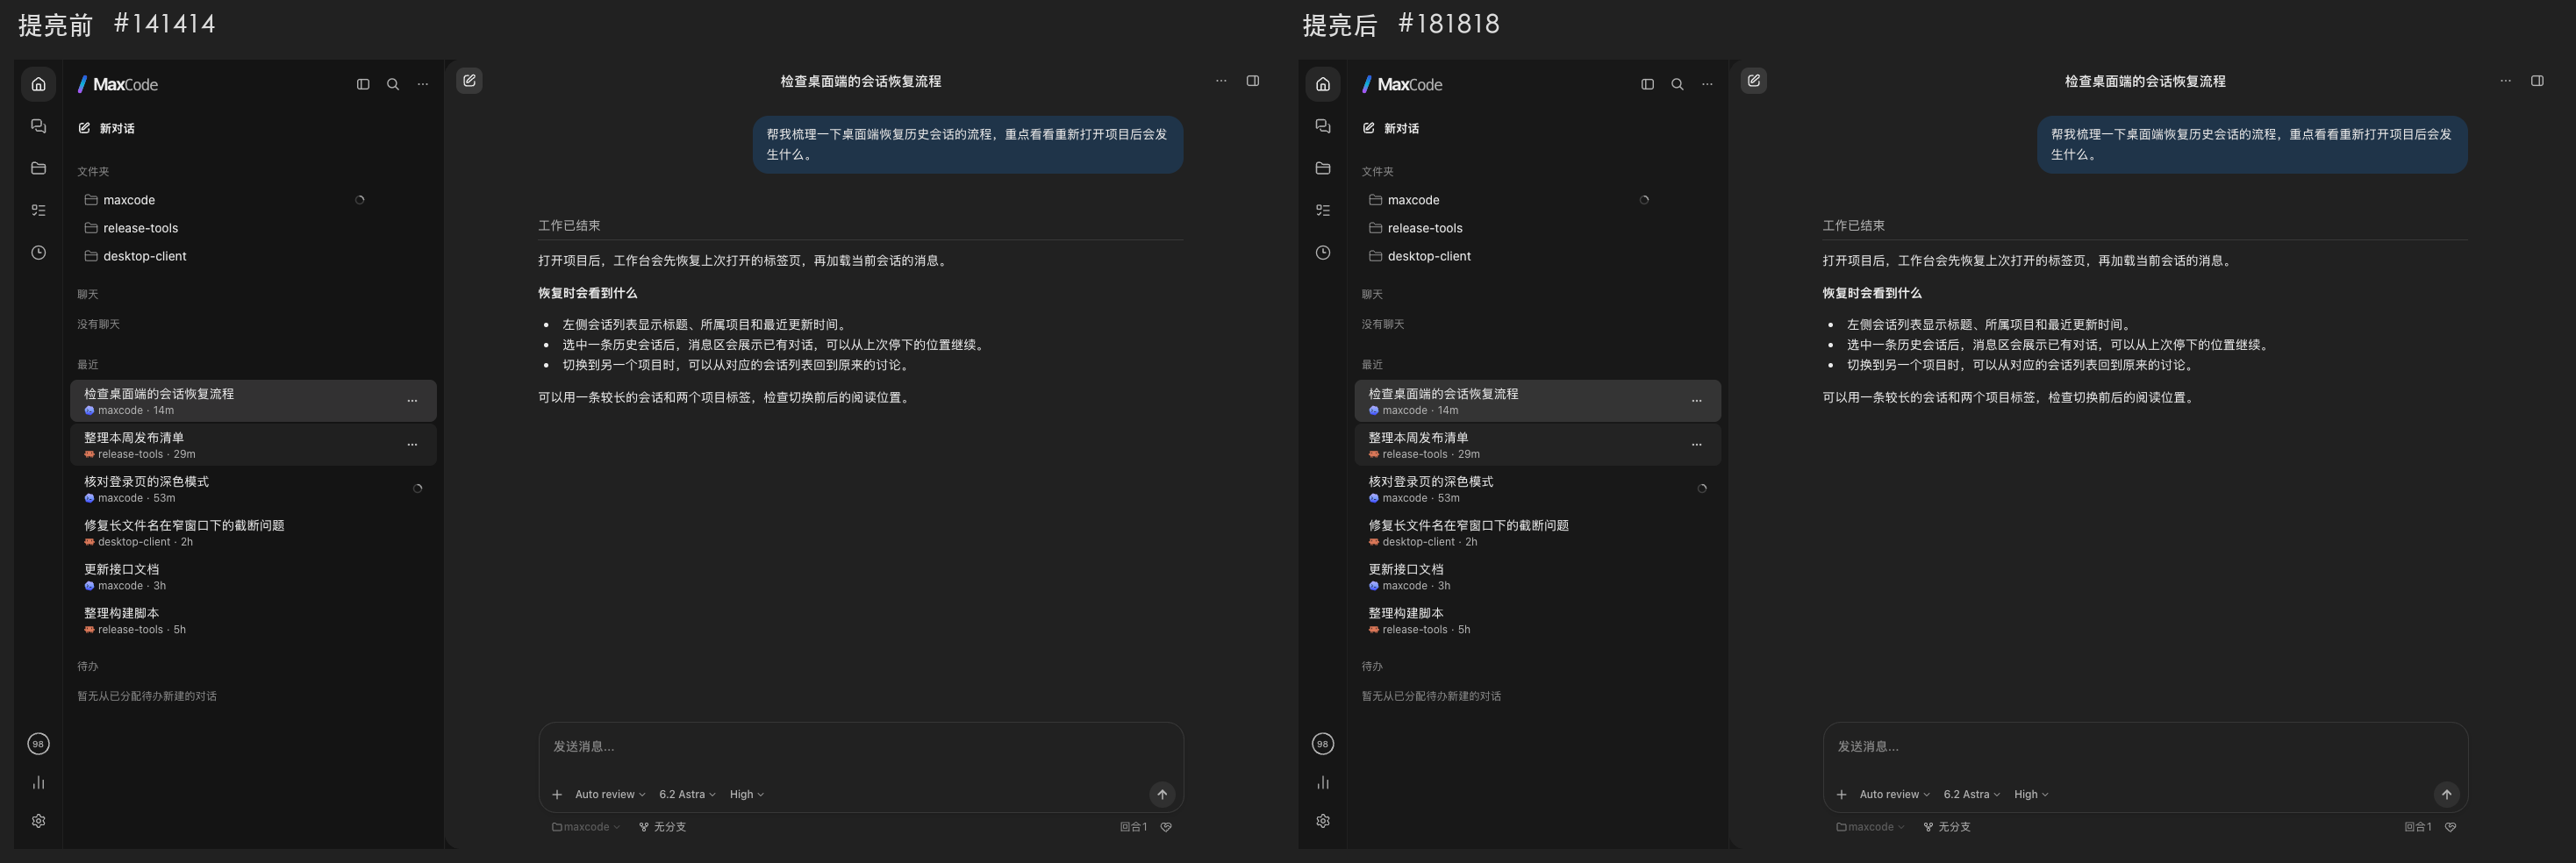 提亮前 #141414
MaxCode
新对话
文件夹
maxcode
release-tools
desktop-client
聊天
没有聊天
最近
检查桌面端的会话恢复流程
maxcode · 14m
整理本周发布清单
release-tools · 29m
核对登录页的深色模式
maxcode · 53m
修复长文件名在窄窗口下的截断问题
desktop-client · 2h
更新接口文档
maxcode · 3h
整理构建脚本
release-tools · 5h
待办
暂无从已分配待办新建的对话
98
检查桌面端的会话恢复流程
帮我梳理一下桌面端恢复历史会话的流程，重点看看重新打开项目后会发
生什么。
工作已结束
打开项目后，工作台会先恢复上次打开的标签页，再加载当前会话的消息。
恢复时会看到什么
• 左侧会话列表显示标题、所属项目和最近更新时间。
• 选中一条历史会话后，消息区会展示已有对话，可以从上次停下的位置继续。
• 切换到另一个项目时，可以从对应的会话列表回到原来的讨论。
可以用一条较长的会话和两个项目标签，检查切换前后的阅读位置。
发送消息...
Auto review 6.2 Astra High
maxcode 无分支 回合1
提亮后 #181818
MaxCode
新对话
文件夹
maxcode
release-tools
desktop-client
聊天
没有聊天
最近
检查桌面端的会话恢复流程
maxcode · 14m
整理本周发布清单
release-tools · 29m
核对登录页的深色模式
maxcode · 53m
修复长文件名在窄窗口下的截断问题
desktop-client · 2h
更新接口文档
maxcode · 3h
整理构建脚本
release-tools · 5h
待办
暂无从已分配待办新建的对话
98
检查桌面端的会话恢复流程
帮我梳理一下桌面端恢复历史会话的流程，重点看看重新打开项目后会发
生什么。
工作已结束
打开项目后，工作台会先恢复上次打开的标签页，再加载当前会话的消息。
恢复时会看到什么
• 左侧会话列表显示标题、所属项目和最近更新时间。
• 选中一条历史会话后，消息区会展示已有对话，可以从上次停下的位置继续。
• 切换到另一个项目时，可以从对应的会话列表回到原来的讨论。
可以用一条较长的会话和两个项目标签，检查切换前后的阅读位置。
发送消息...
Auto review 6.2 Astra High
maxcode 无分支 回合1